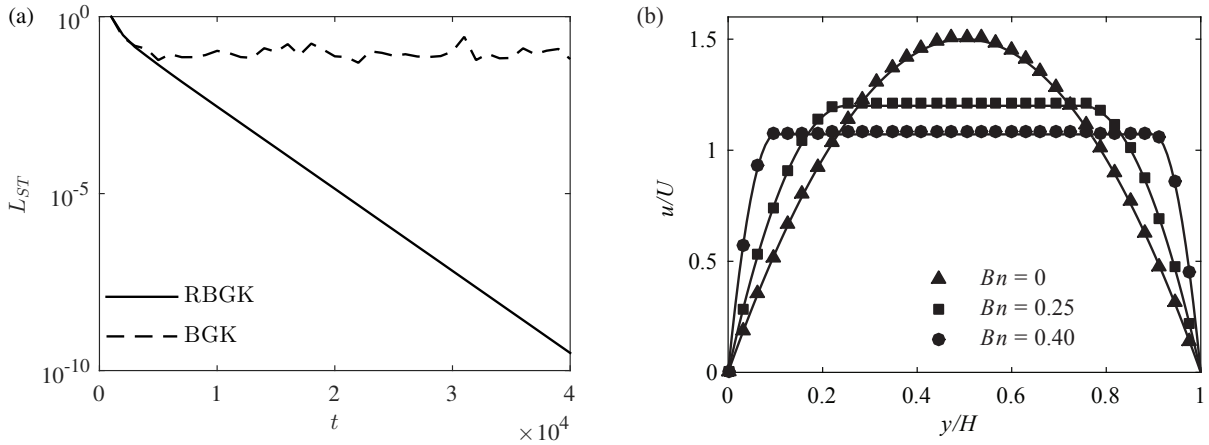 (a)
10^0
10^-5
10^-10
L_ST
RBGK
BGK
0 1 2 3 4
t
×10^4
(b)
1.5
1
0.5
0
u/U
Bn = 0
Bn = 0.25
Bn = 0.40
0 0.2 0.4 0.6 0.8 1
y/H